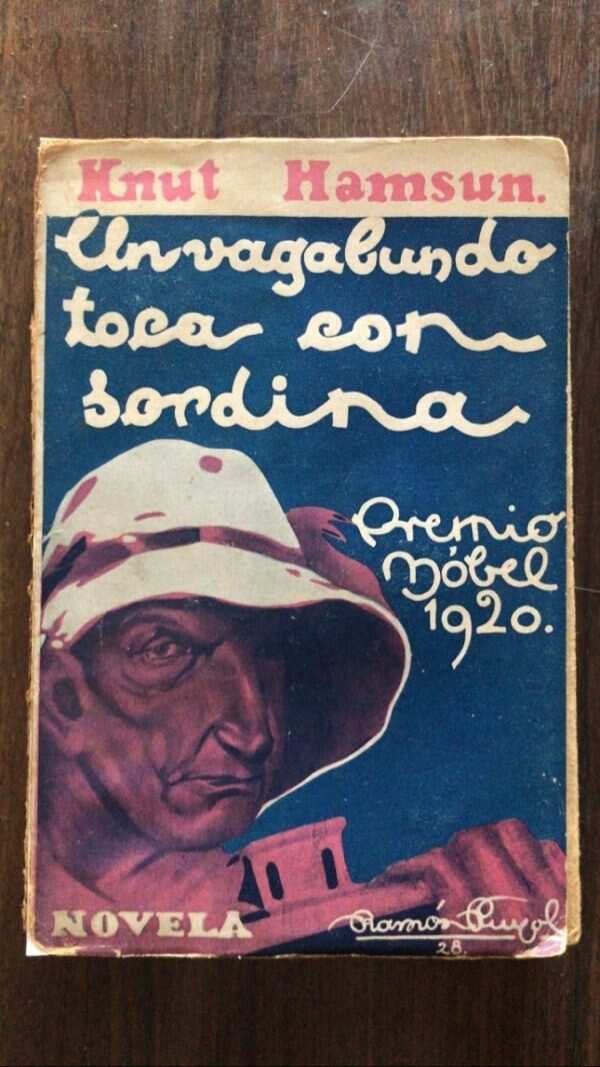 Knut Hamsun.
Un vagabundo
toca con
sordina
Premio
Nóbel
1920.
NOVELA
Ramón Puyol
28.